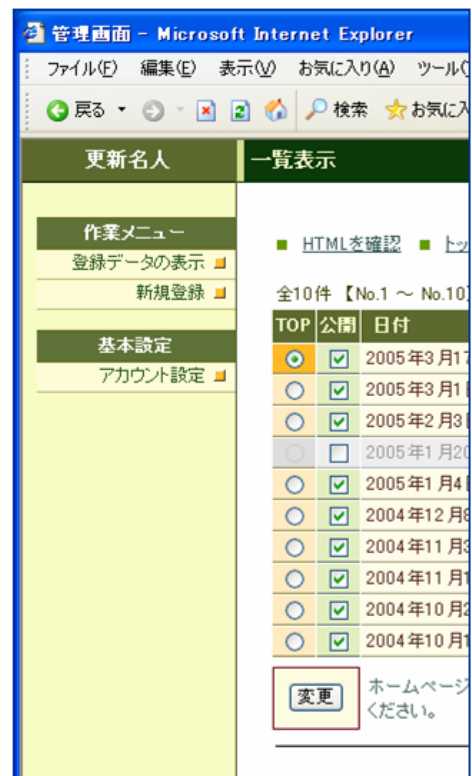 管理画面 - Microsoft Internet Explorer
ファイル(F) 編集(E) 表示(V) お気に入り(A) ツール(
戻る 検索 お気に入
更新名人 一覧表示
作業メニュー
登録データの表示
新規登録
基本設定
アカウント設定
HTMLを確認 トッ
全10件 【No.1 ～ No.10
TOP 公開 日付
2005年3月17
2005年3月1
2005年2月3
2005年1月20
2005年1月4
2004年12月8
2004年11月3
2004年11月1
2004年10月2
2004年10月1
変更 ホームページ
ください。